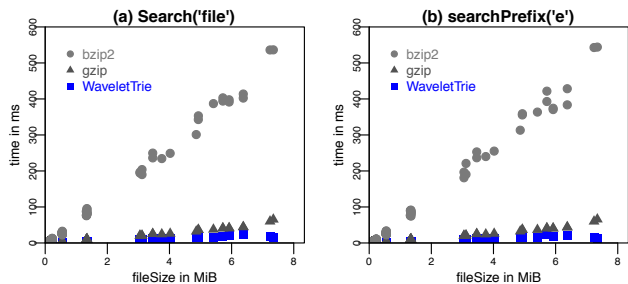 (a) Search('file')
600
500
400
300
200
100
0
time in ms
bzip2
gzip
WaveletTrie
0 2 4 6 8
fileSize in MiB
(b) searchPrefix('e')
600
500
400
300
200
100
0
time in ms
bzip2
gzip
WaveletTrie
0 2 4 6 8
fileSize in MiB